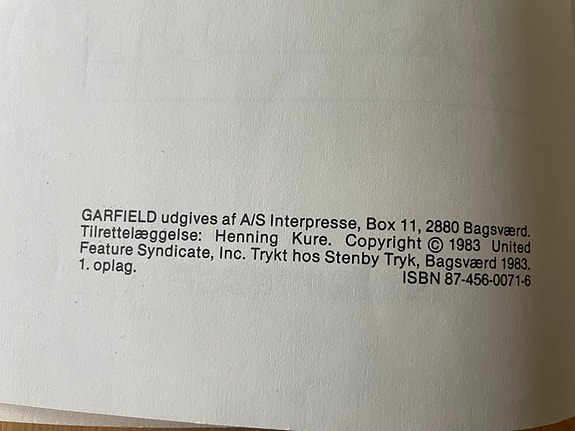 GARFIELD udgives af A/S Interpresse, Box 11, 2880 Bagsværd.
Tilrettelæggelse: Henning Kure. Copyright © 1983 United
Feature Syndicate, Inc. Trykt hos Stenby Tryk, Bagsværd 1983.
1. oplag. ISBN 87-456-0071-6